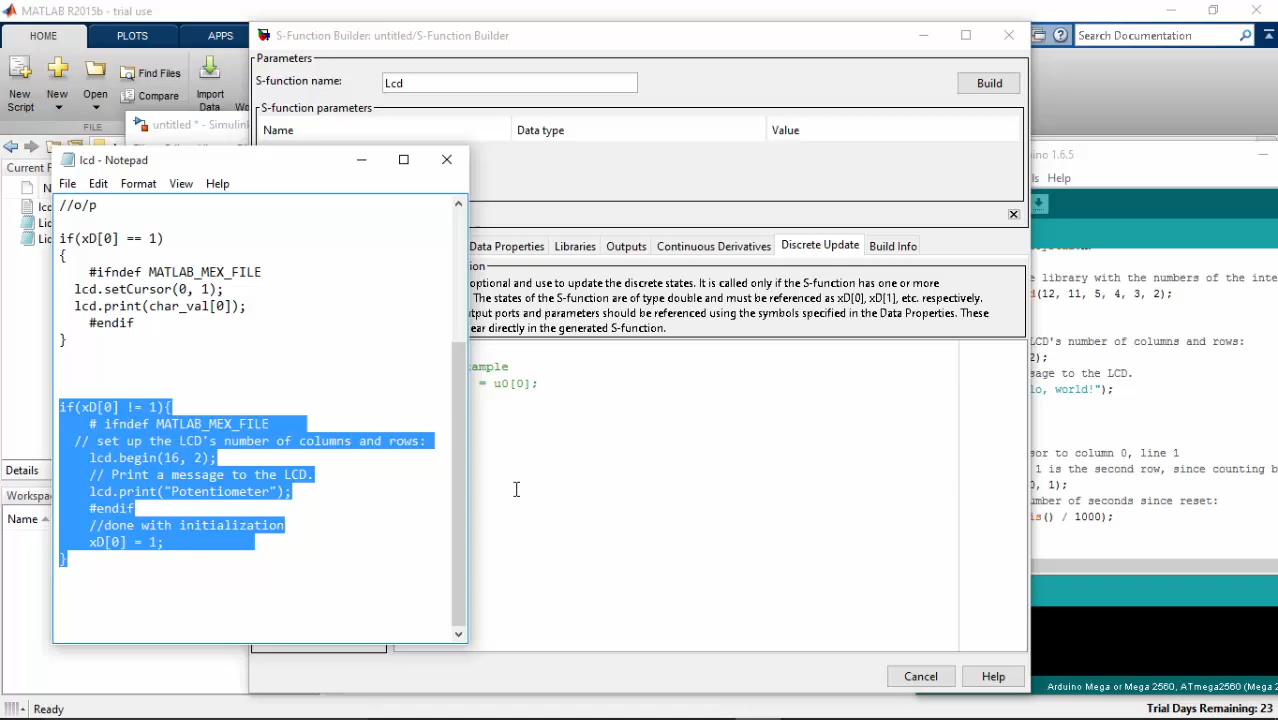 MATLAB R2015b - trial use
HOME
PLOTS
APPS
Search Documentation
New
Script
New
Open
Find Files
Compare
Import
Data
FILE
untitled * - Simulink
Current F
Details
Workspac
Name
Ready
Trial Days Remaining: 23
S-Function Builder: untitled/S-Function Builder
Parameters
S-function name:
Lcd
Build
S-function parameters
Name
Data type
Value
Data Properties
Libraries
Outputs
Continuous Derivatives
Discrete Update
Build Info
optional and use to update the discrete states. It is called only if the S-function has one or more
The states of the S-function are of type double and must be referenced as xD[0], xD[1], etc. respectively.
tput ports and parameters should be referenced using the symbols specified in the Data Properties. These
ear directly in the generated S-function.
ample
= u0[0];
Cancel
Help
lcd - Notepad
File
Edit
Format
View
Help
//o/p
if(xD[0] == 1)
{
#ifndef MATLAB_MEX_FILE
lcd.setCursor(0, 1);
lcd.print(char_val[0]);
#endif
}
if(xD[0] != 1){
# ifndef MATLAB_MEX_FILE
// set up the LCD's number of columns and rows:
lcd.begin(16, 2);
// Print a message to the LCD.
lcd.print("Potentiometer");
#endif
//done with initialization
xD[0] = 1;
}
ino 1.6.5
ls Help
e library with the numbers of the inte
d(12, 11, 5, 4, 3, 2);
LCD's number of columns and rows:
2);
sage to the LCD.
lo, world!");
sor to column 0, line 1
1 is the second row, since counting b
0, 1);
umber of seconds since reset:
is() / 1000);
Arduino Mega or Mega 2560, ATmega2560 (Mega 2